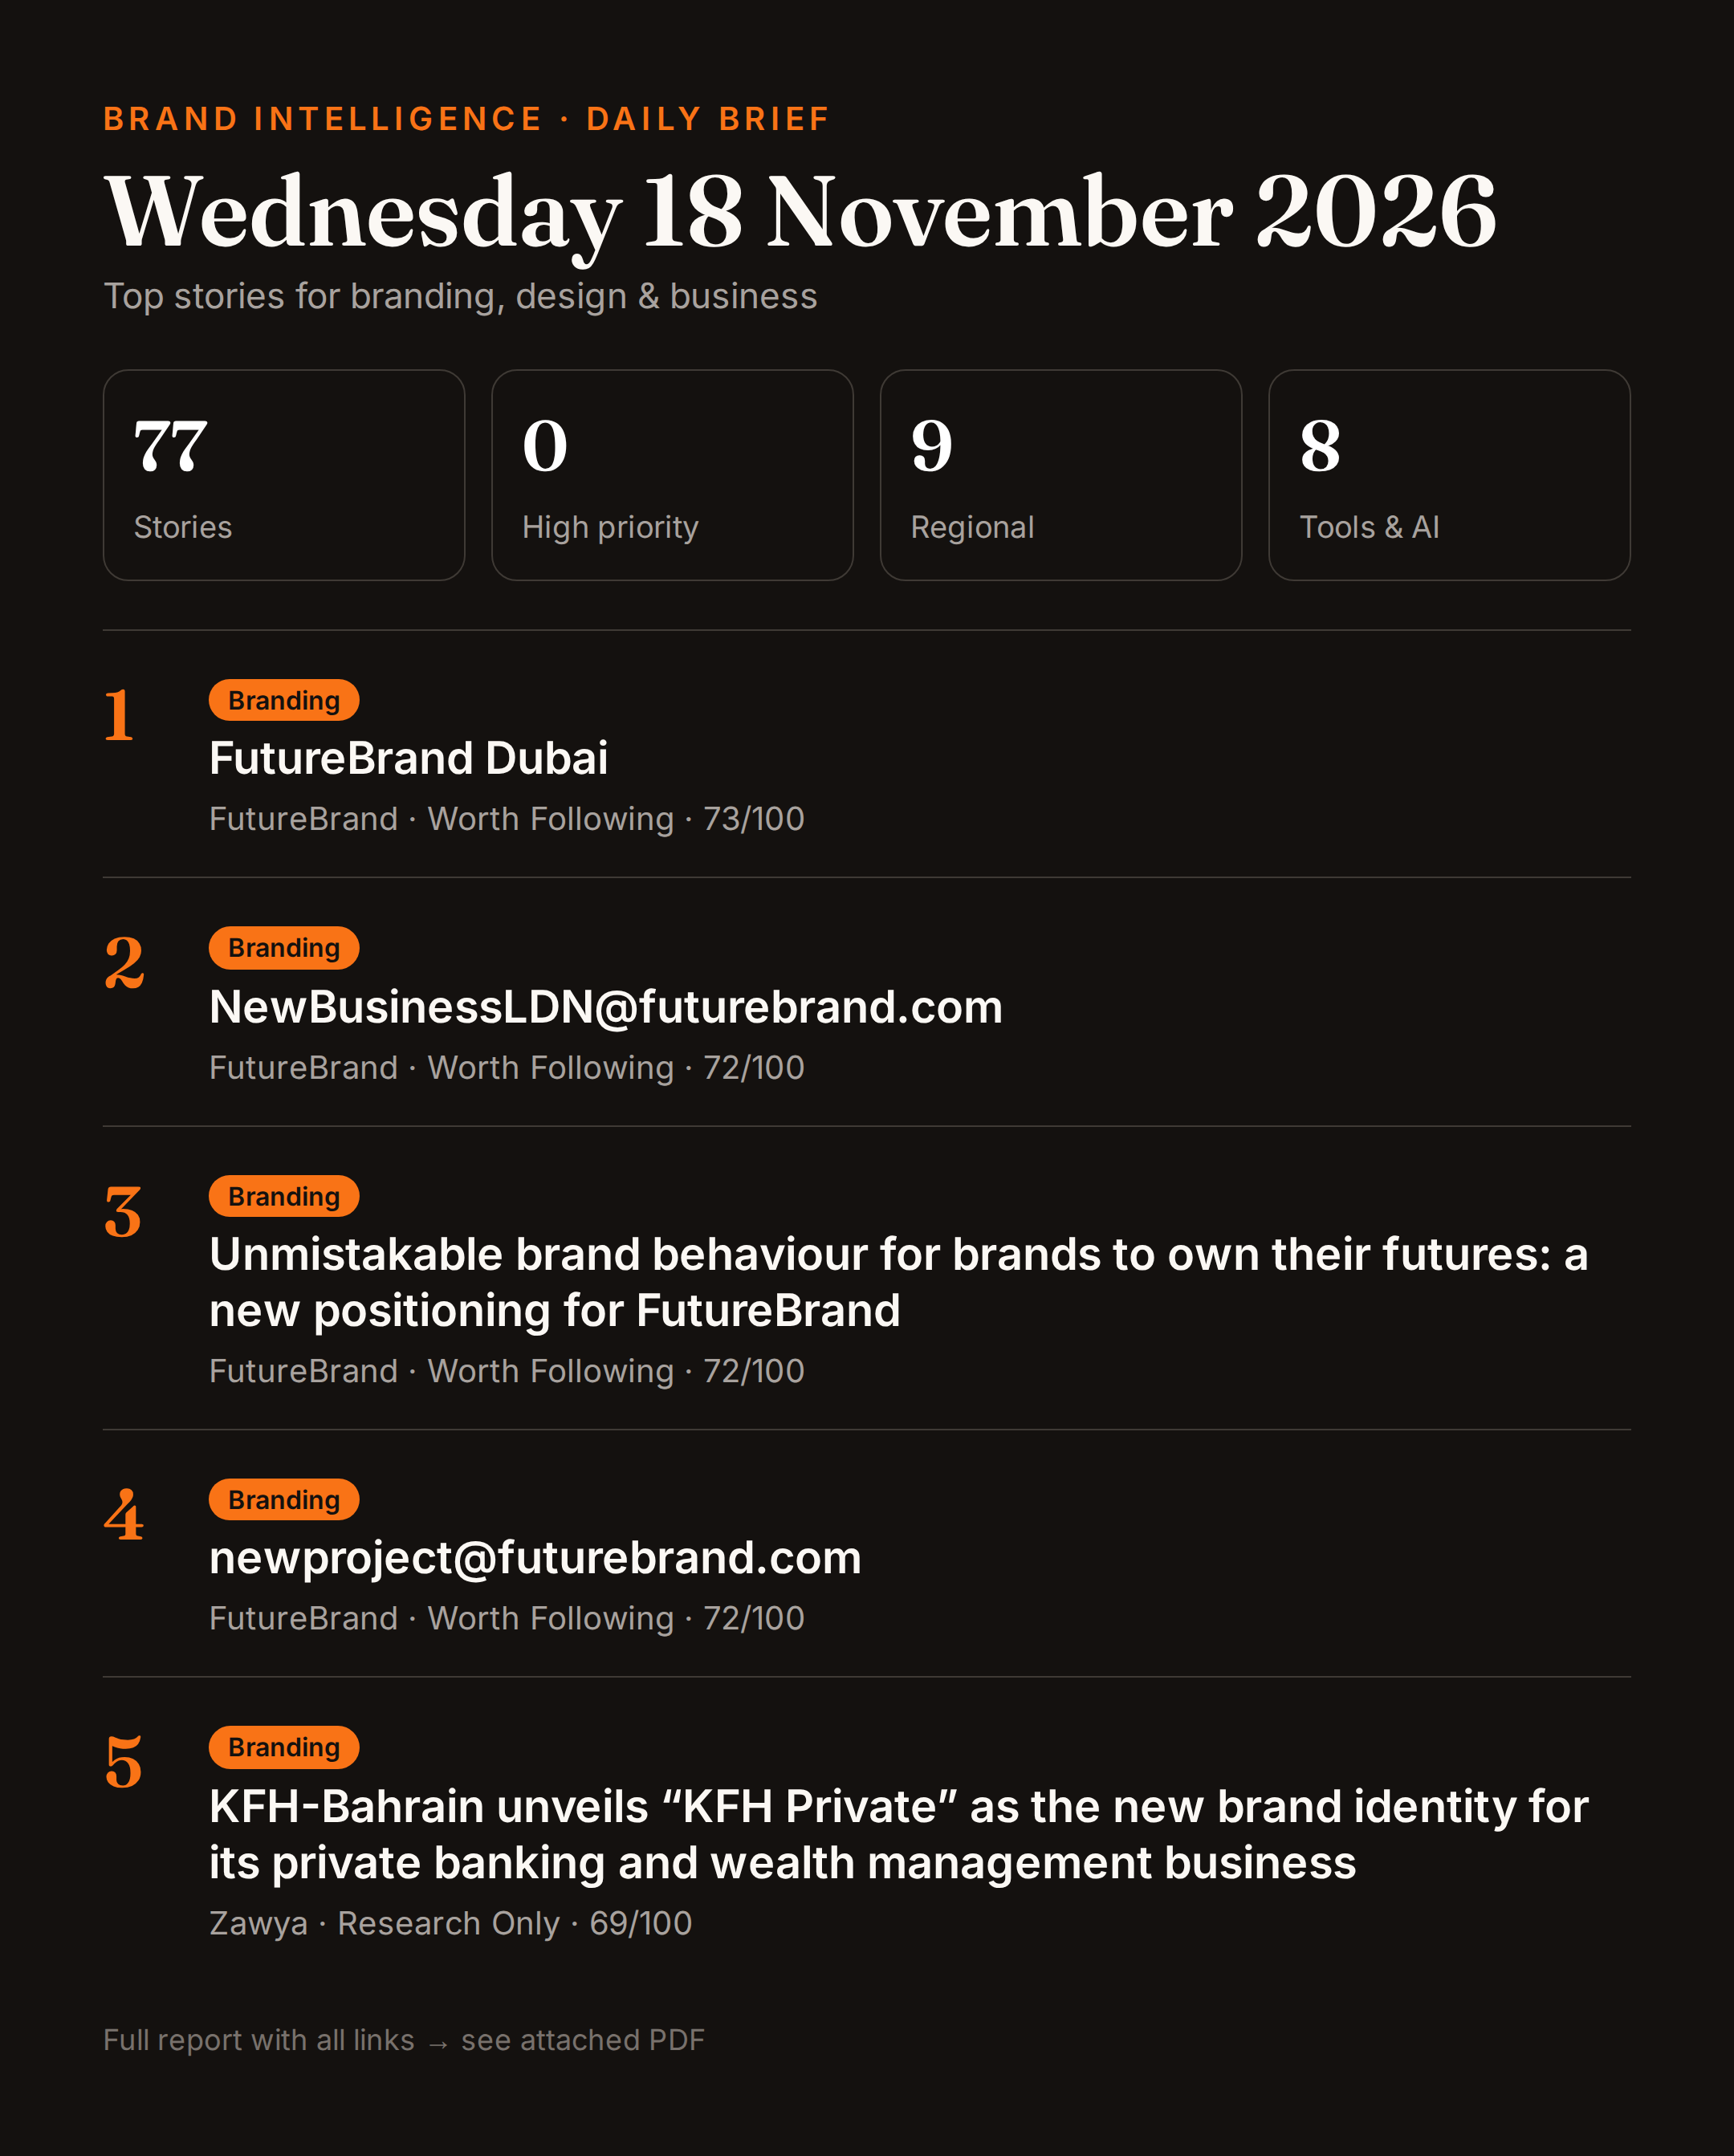 BRAND INTELLIGENCE · DAILY BRIEF
Wednesday 18 November 2026
Top stories for branding, design & business
77
Stories
0
High priority
9
Regional
8
Tools & AI
1
Branding
FutureBrand Dubai
FutureBrand · Worth Following · 73/100
2
Branding
NewBusinessLDN@futurebrand.com
FutureBrand · Worth Following · 72/100
3
Branding
Unmistakable brand behaviour for brands to own their futures: a
new positioning for FutureBrand
FutureBrand · Worth Following · 72/100
4
Branding
newproject@futurebrand.com
FutureBrand · Worth Following · 72/100
5
Branding
KFH-Bahrain unveils “KFH Private” as the new brand identity for
its private banking and wealth management business
Zawya · Research Only · 69/100
Full report with all links → see attached PDF